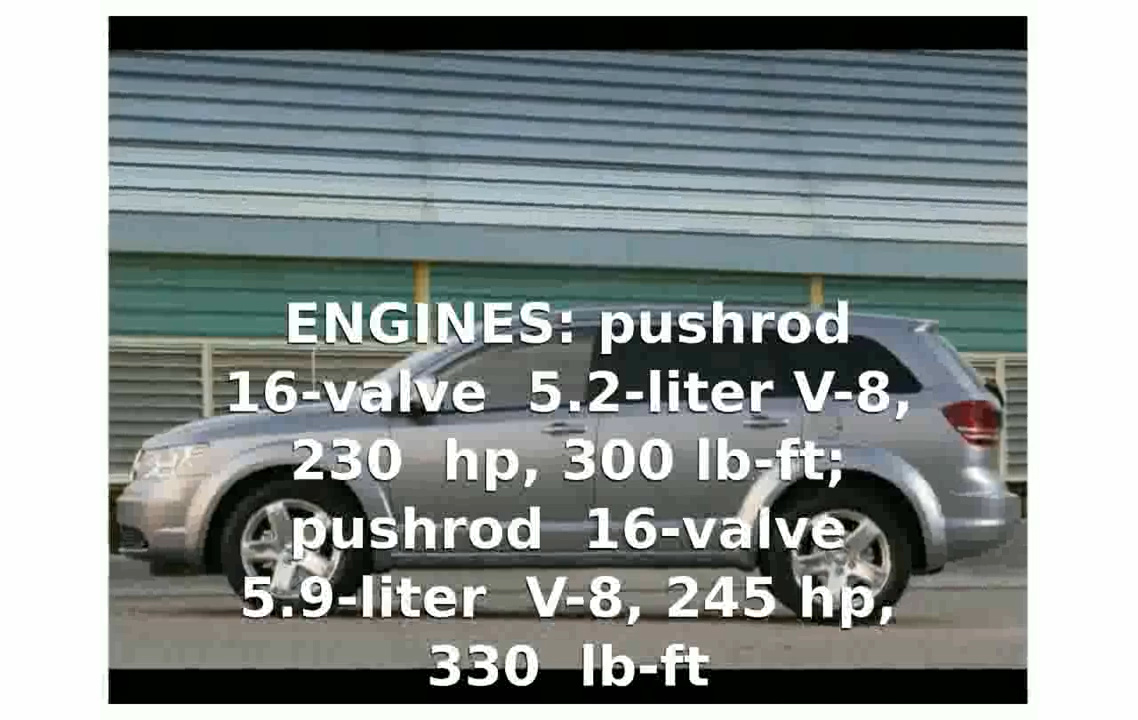 ENGINES: pushrod
16-valve 5.2-liter V-8,
230 hp, 300 lb-ft;
pushrod 16-valve
5.9-liter V-8, 245 hp,
330 lb-ft